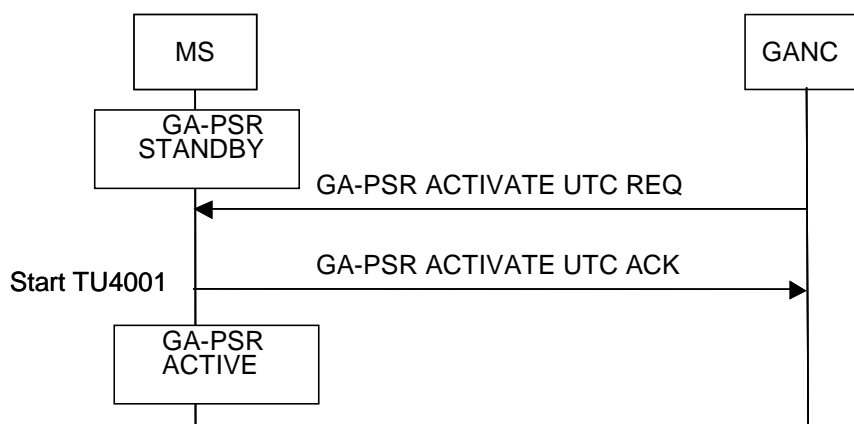 MS
GANC
GA-PSR
STANDBY
GA-PSR ACTIVATE UTC REQ
GA-PSR ACTIVATE UTC ACK
Start TU4001
GA-PSR
ACTIVE